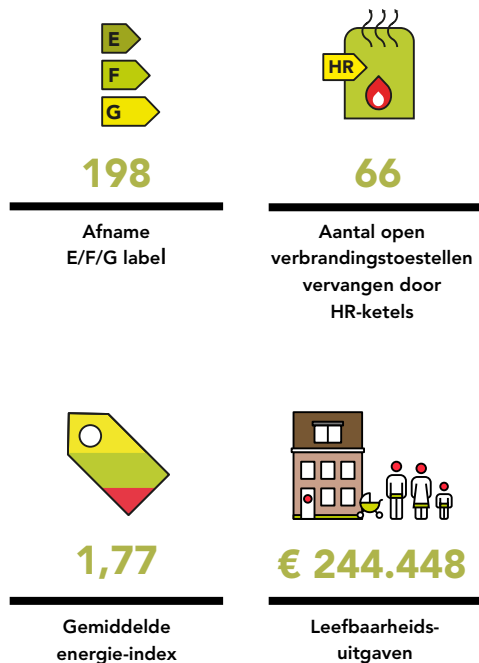 E
F
G
198
Afname
E/F/G label
HR
66
Aantal open
verbrandingstoestellen
vervangen door
HR-ketels
1,77
Gemiddelde
energie-index
€ 244.448
Leefbaarheids-
uitgaven